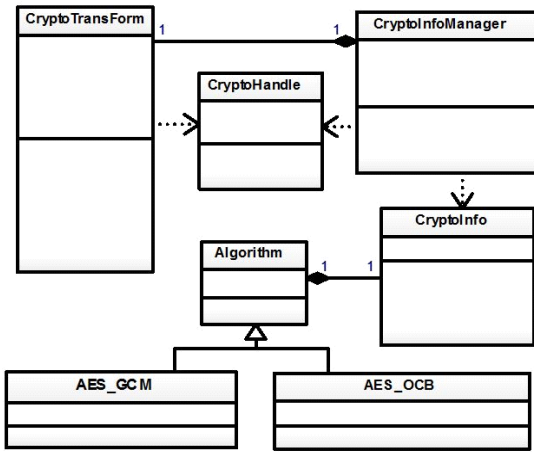 CryptoTransForm
CryptoInfoManager
1
1
CryptoHandle
CryptoInfo
Algorithm
1
1
AES_GCM
AES_OCB